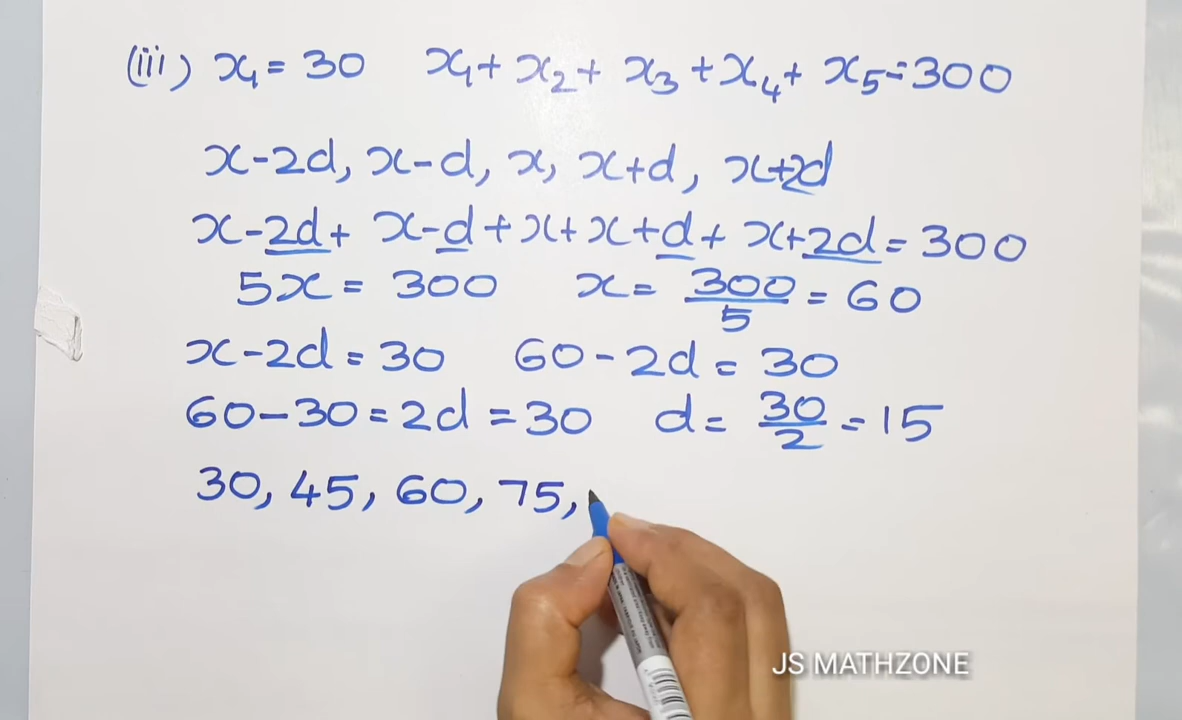 (iii) x₁ = 30 x₁ + x₂ + x₃ + x₄ + x₅ = 300
x-2d, x-d, x, x+d, x+2d
x-2d + x-d + x + x + d + x+2d = 300
5x = 300 x = 300/5 = 60
x-2d = 30 60-2d = 30
60-30 = 2d = 30 d = 30/2 = 15
30, 45, 60, 75,
JS MATHZONE